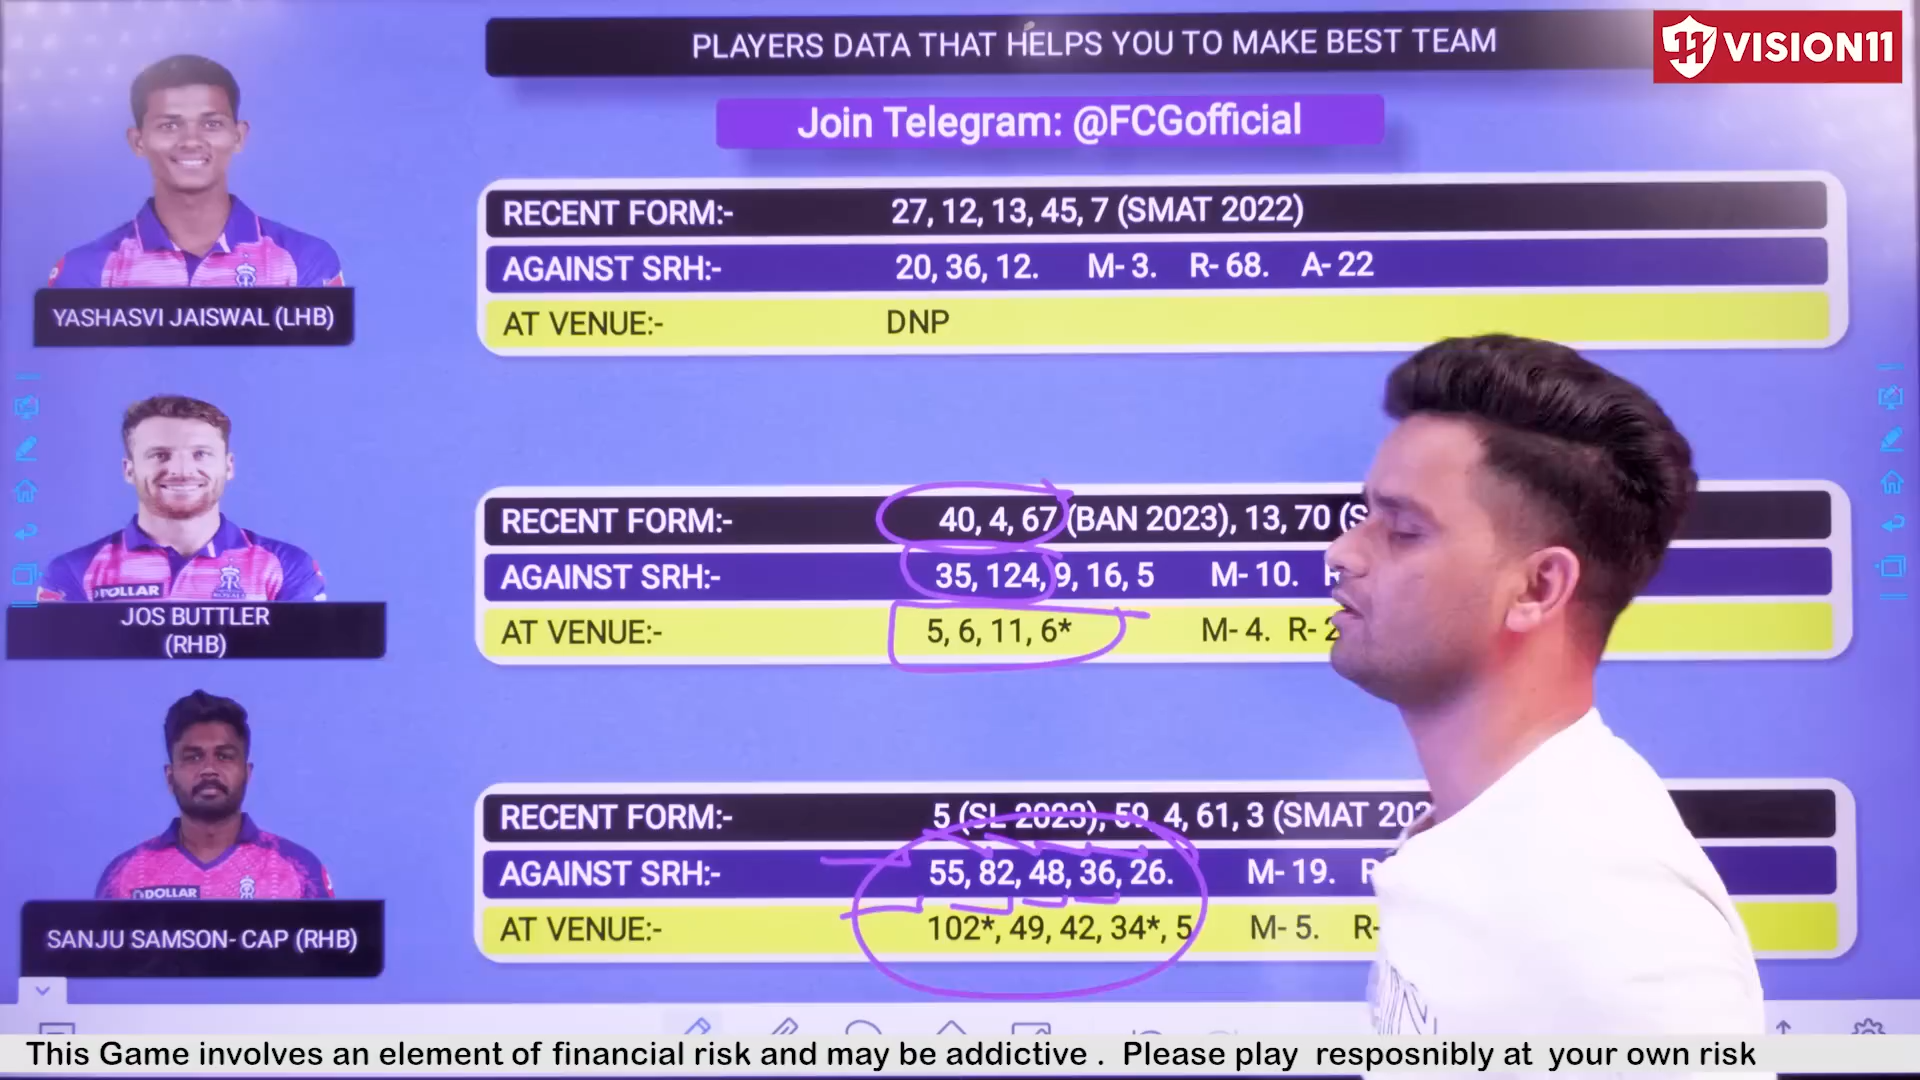 PLAYERS DATA THAT HELPS YOU TO MAKE BEST TEAM
VISION11
Join Telegram: @FCGofficial
RECENT FORM:- 27, 12, 13, 45, 7 (SMAT 2022)
AGAINST SRH:- 20, 36, 12. M- 3. R- 68. A- 22
AT VENUE:- DNP
YASHASVI JAISWAL (LHB)
RECENT FORM:- 40, 4, 67 (BAN 2023), 13, 70
AGAINST SRH:- 35, 124, 9, 16, 5 M- 10.
AT VENUE:- 5, 6, 11, 6* M- 4. R-
DOLLAR
JOS BUTTLER
(RHB)
RECENT FORM:- 5 (SL 2023), 59, 4, 61, 3 (SMAT
AGAINST SRH:- 55, 82, 48, 36, 26. M- 19.
AT VENUE:- 102*, 49, 42, 34*, 5 M- 5. R-
DOLLAR
SANJU SAMSON- CAP (RHB)
This Game involves an element of financial risk and may be addictive . Please play resposnibly at your own risk